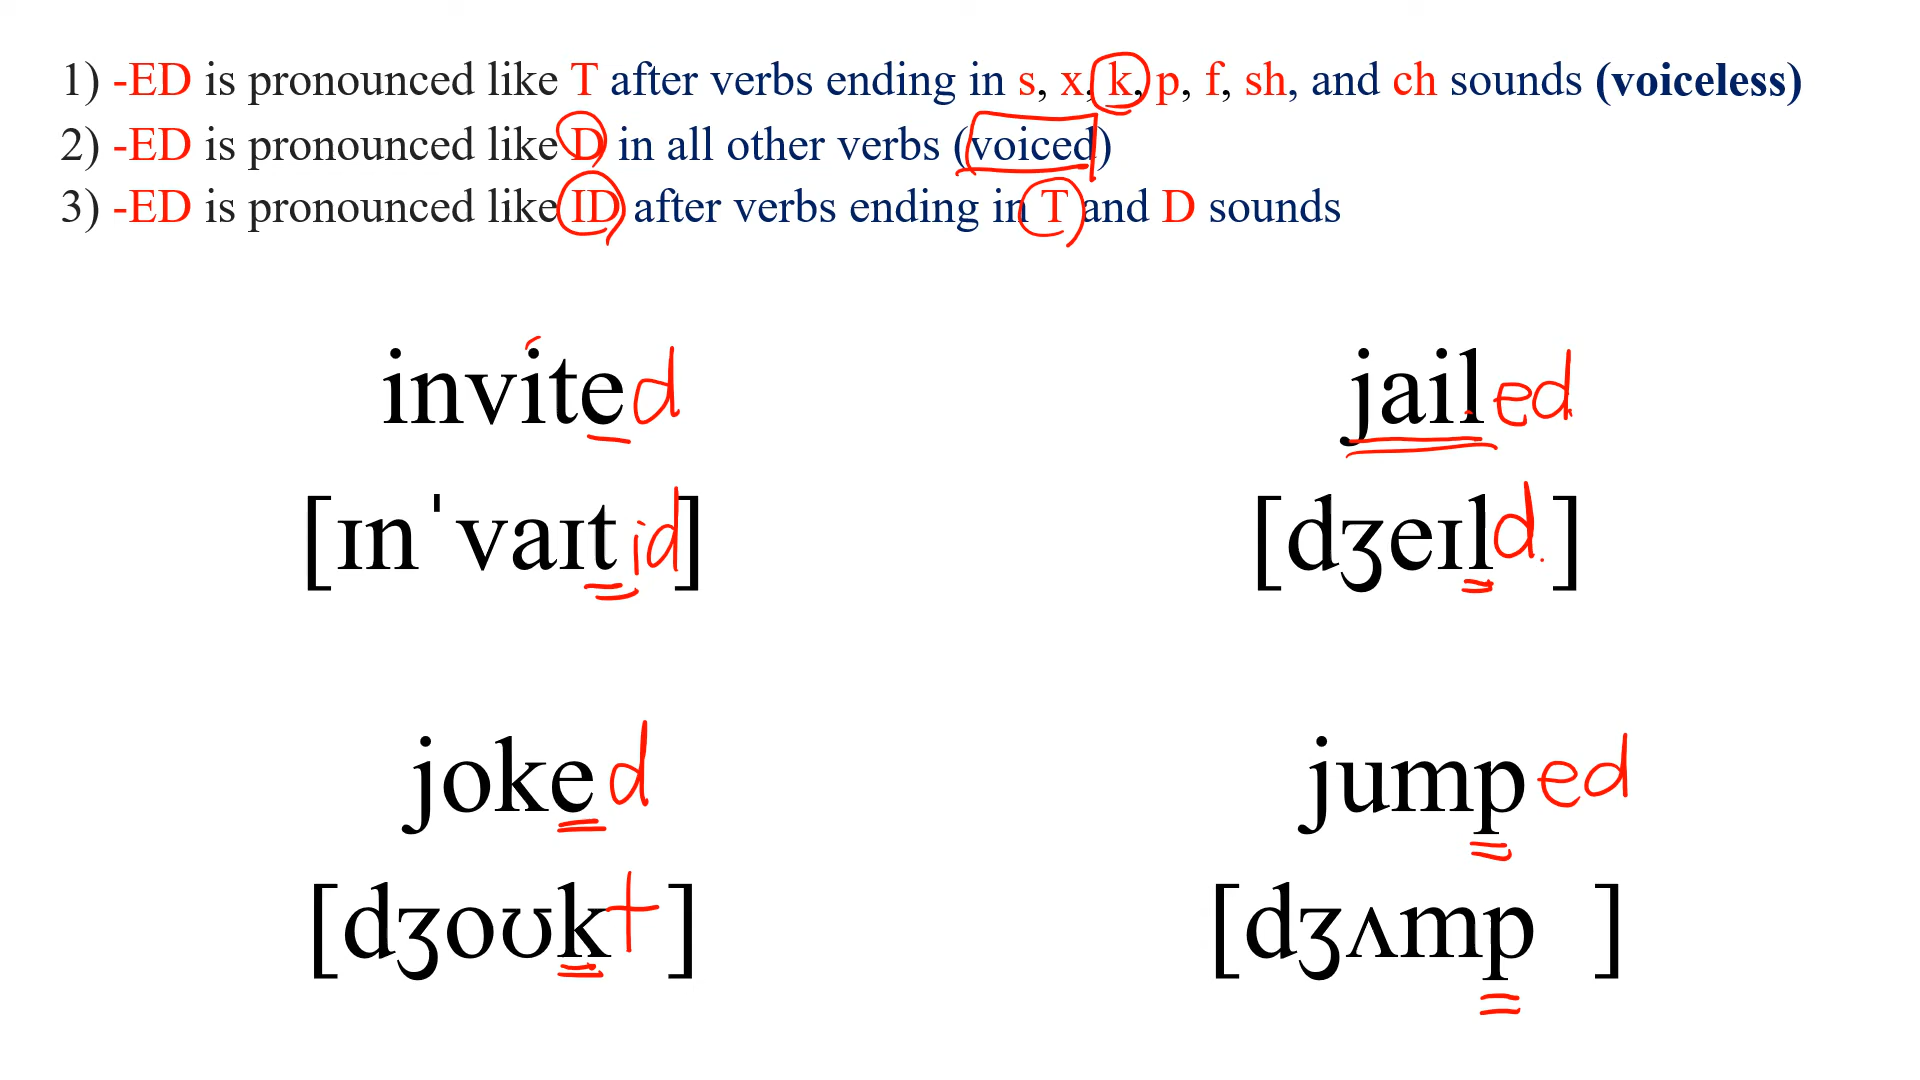 1) -ED is pronounced like T after verbs ending in s, x, k, p, f, sh, and ch sounds (voiceless)
2) -ED is pronounced like D in all other verbs (voiced)
3) -ED is pronounced like ID after verbs ending in T and D sounds
invited
jailed
[ɪnˈvaɪtid]
[dʒeɪld]
joked
jumped
[dʒoʊkt]
[dʒʌmp ]